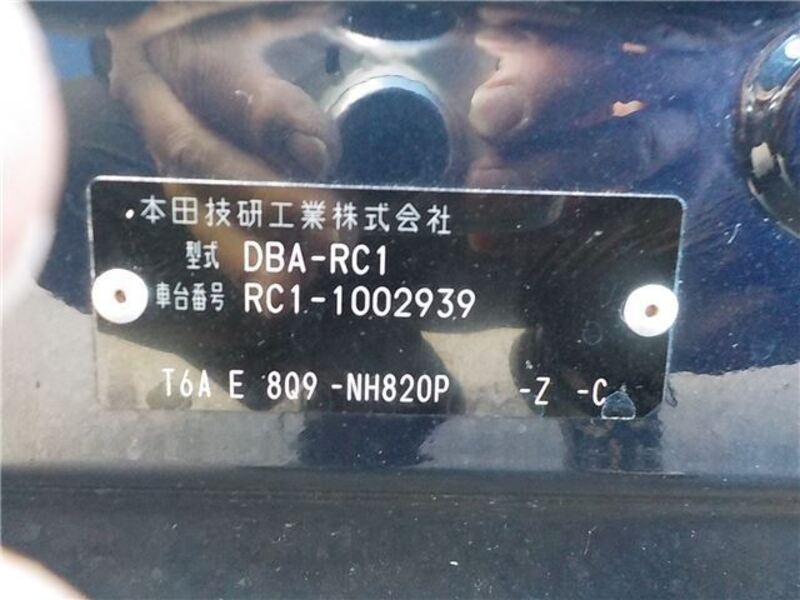 本田技研工業株式会社
型式 DBA-RC1
車台番号 RC1-1002939
T6A E 8Q9 -NH820P -Z -C